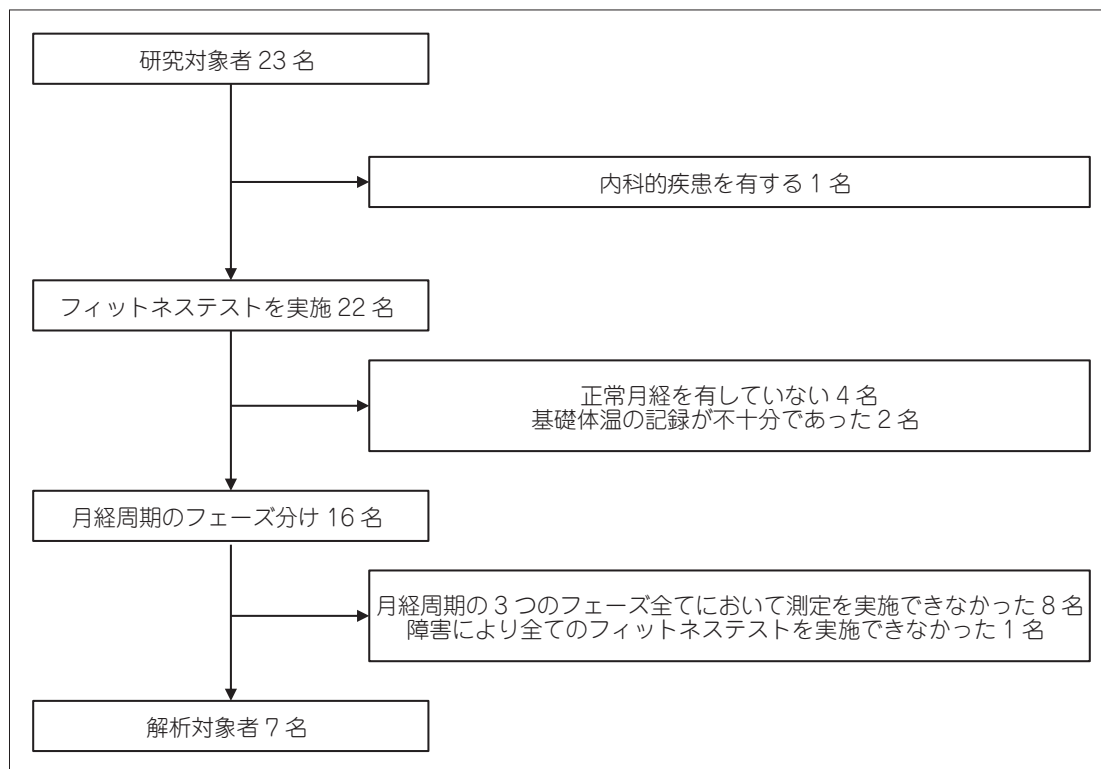 研究対象者 23 名
内科的疾患を有する 1 名
フィットネステストを実施 22 名
正常月経を有していない 4 名
基礎体温の記録が不十分であった 2 名
月経周期のフェーズ分け 16 名
月経周期の 3 つのフェーズ全てにおいて測定を実施できなかった 8 名
障害により全てのフィットネステストを実施できなかった 1 名
解析対象者 7 名